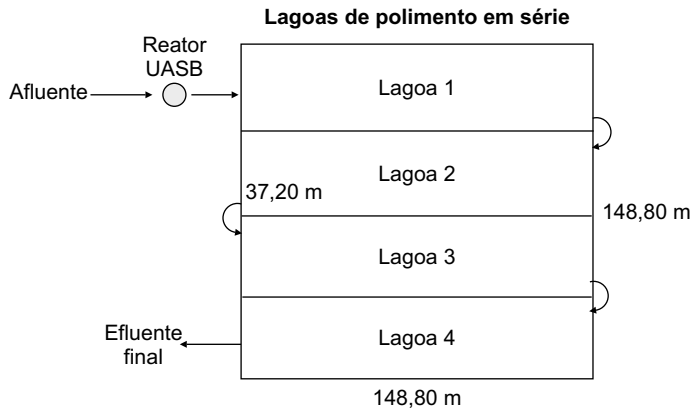 Lagoas de polimento em série
Reator
UASB
Afluente
Lagoa 1
Lagoa 2
37,20 m
148,80 m
Lagoa 3
Efluente
final
Lagoa 4
148,80 m